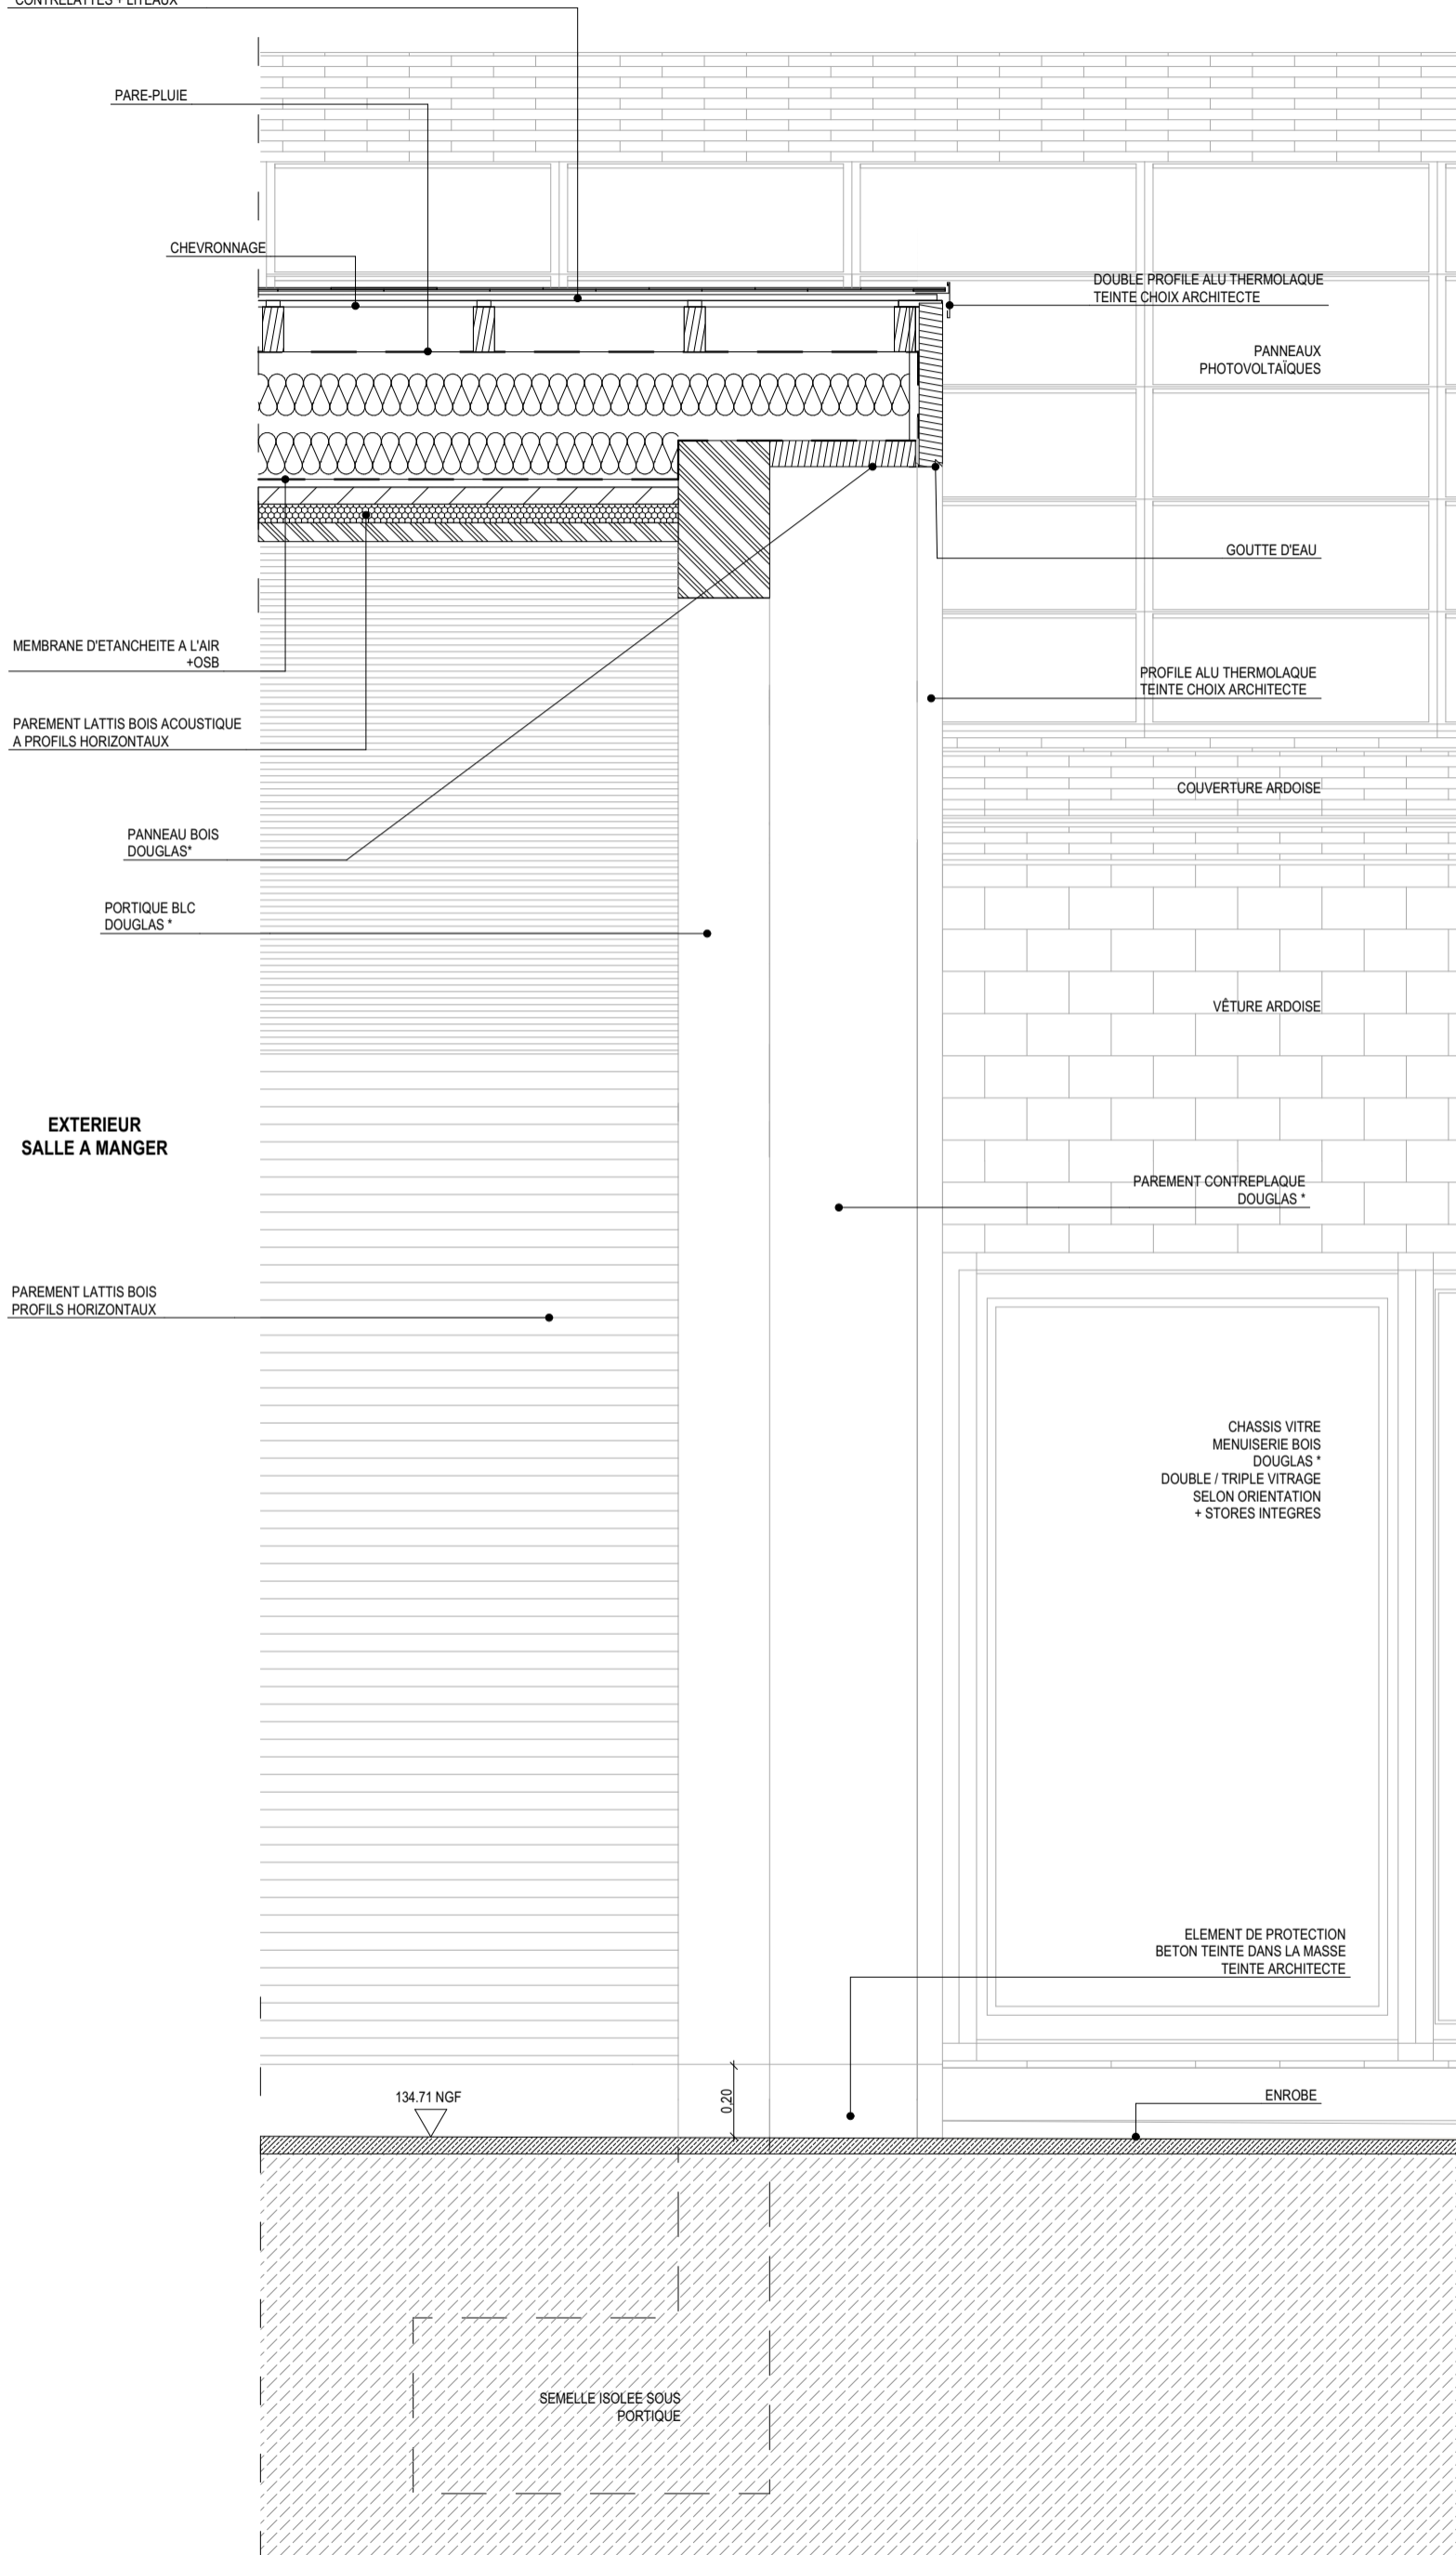 CONTRELATTES + LITEAUX
PARE-PLUIE
CHEVRONNAGE
DOUBLE PROFILE ALU THERMOLAQUE
TEINTE CHOIX ARCHITECTE
PANNEAUX
PHOTOVOLTAÏQUES
GOUTTE D'EAU
MEMBRANE D'ETANCHEITE A L'AIR
+OSB
PROFILE ALU THERMOLAQUE
TEINTE CHOIX ARCHITECTE
PAREMENT LATTIS BOIS ACOUSTIQUE
A PROFILS HORIZONTAUX
COUVERTURE ARDOISE
PANNEAU BOIS
DOUGLAS*
PORTIQUE BLC
DOUGLAS *
VÊTURE ARDOISE
EXTERIEUR
SALLE A MANGER
PAREMENT CONTREPLAQUE
DOUGLAS *
PAREMENT LATTIS BOIS
PROFILS HORIZONTAUX
CHASSIS VITRE
MENUISERIE BOIS
DOUGLAS *
DOUBLE / TRIPLE VITRAGE
SELON ORIENTATION
+ STORES INTEGRES
ELEMENT DE PROTECTION
BETON TEINTE DANS LA MASSE
TEINTE ARCHITECTE
134.71 NGF
0,20
ENROBE
SEMELLE ISOLEE SOUS
PORTIQUE